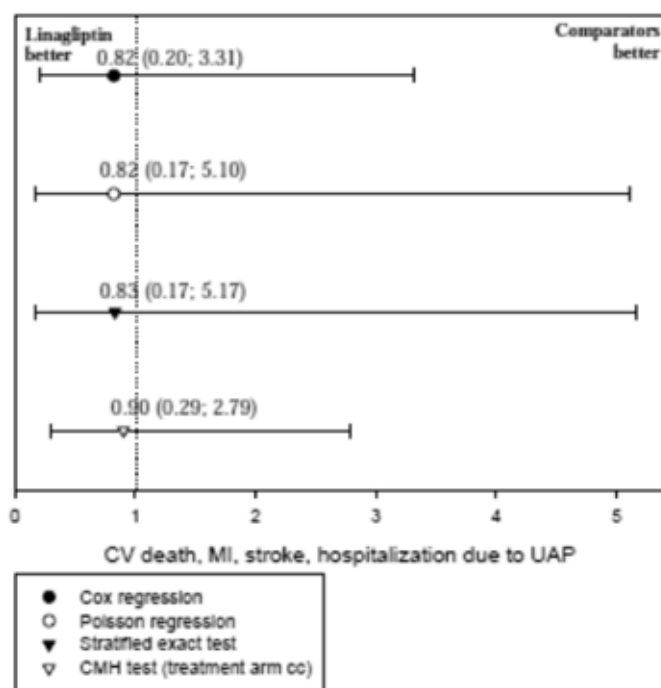 Linagliptin
better
Comparators
better
0.82 (0.20; 3.31)
0.82 (0.17; 5.10)
0.83 (0.17; 5.17)
0.90 (0.29; 2.79)
0 1 2 3 4 5
CV death, MI, stroke, hospitalization due to UAP
Cox regression
Poisson regression
Stratified exact test
CMH test (treatment arm cc)